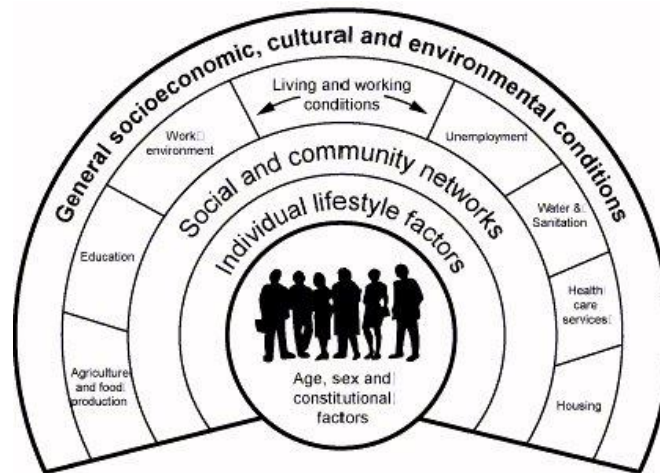 General socioeconomic, cultural and environmental conditions
Living and working
conditions
Work
environment
Unemployment
Education
Water &
Sanitation
Agriculture
and food
production
Health
care
services
Housing
Social and community networks
Individual lifestyle factors
Age, sex and
constitutional
factors